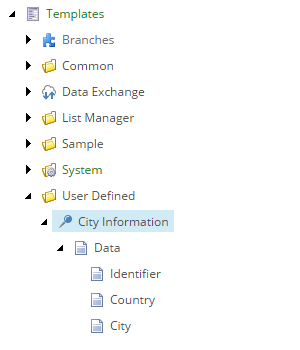 Templates
Branches
Common
Data Exchange
List Manager
Sample
System
User Defined
City Information
Data
Identifier
Country
City